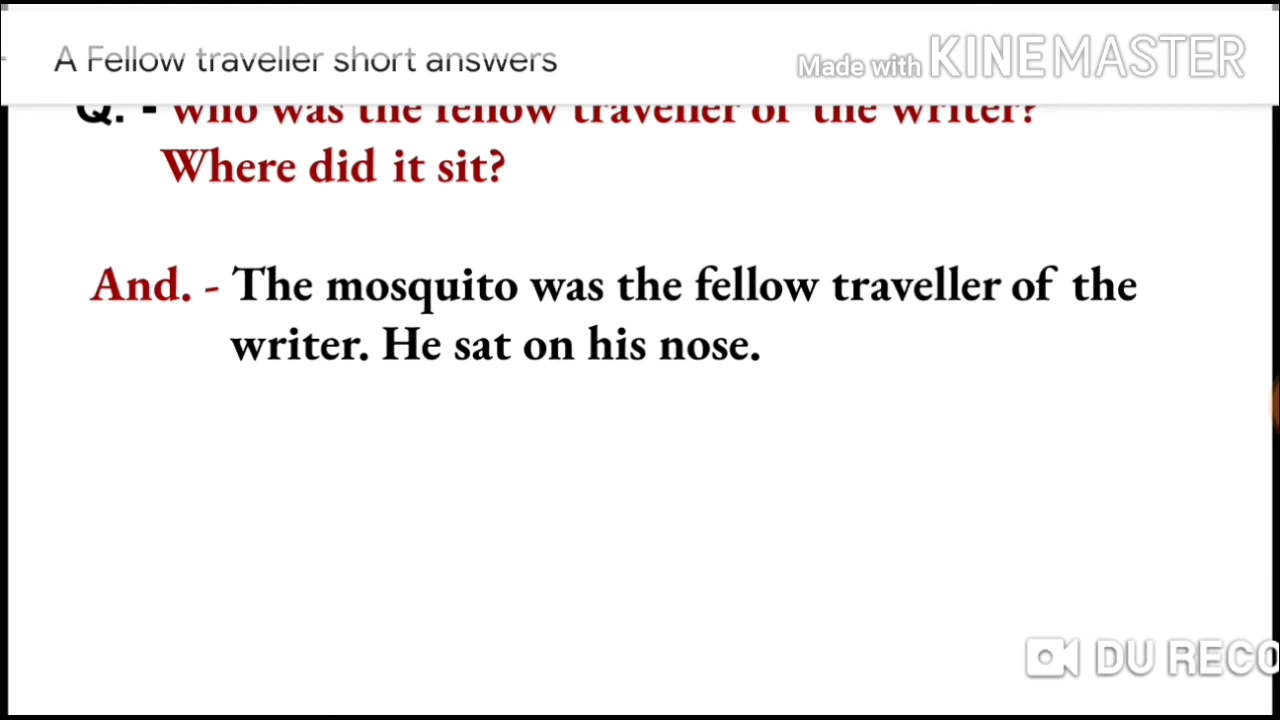 A Fellow traveller short answers
Made with KINEMASTER
Q. - who was the fellow traveller of the writer?
Where did it sit?
And. - The mosquito was the fellow traveller of the
writer. He sat on his nose.
DU RECO